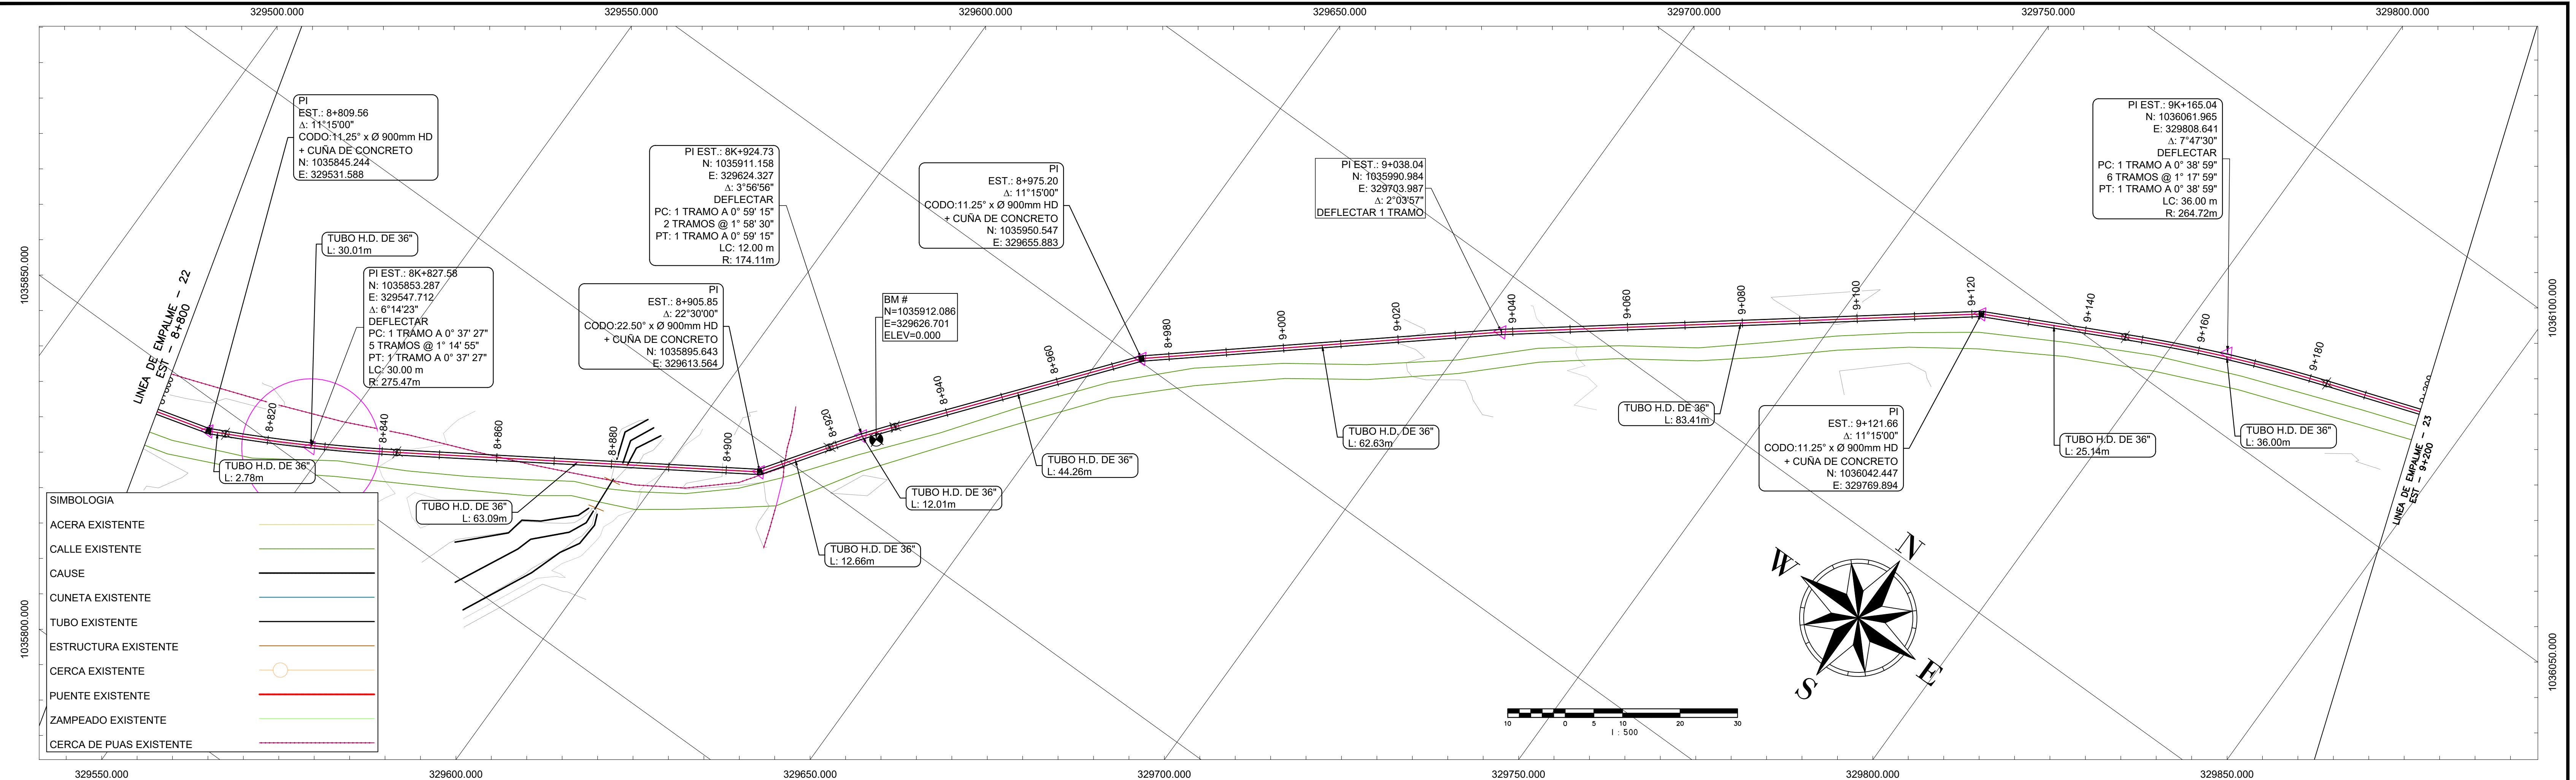 329500.000
329550.000
329600.000
329650.000
329700.000
329750.000
329800.000
1035850.000
1035800.000
1036100.000
1036050.000
LINEA DE EMPALME - 22
EST - 8+800
PI
EST.: 8+809.56
Δ: 11°15'00"
CODO:11.25° x Ø 900mm HD
+ CUÑA DE CONCRETO
N: 1035845.244
E: 329531.588
TUBO H.D. DE 36"
L: 30.01m
PI EST.: 8K+827.58
N: 1035853.287
E: 329547.712
Δ: 6°14'23"
DEFLECTAR
PC: 1 TRAMO A 0° 37' 27"
5 TRAMOS @ 1° 14' 55"
PT: 1 TRAMO A 0° 37' 27"
LC: 30.00 m
R: 275.47m
TUBO H.D. DE 36"
L: 2.78m
PI EST.: 8K+924.73
N: 1035911.158
E: 329624.327
Δ: 3°56'56"
DEFLECTAR
PC: 1 TRAMO A 0° 59' 15"
2 TRAMOS @ 1° 58' 30"
PT: 1 TRAMO A 0° 59' 15"
LC: 12.00 m
R: 174.11m
PI
EST.: 8+905.85
Δ: 22°30'00"
CODO:22.50° x Ø 900mm HD
+ CUÑA DE CONCRETO
N: 1035895.643
E: 329613.564
BM #
N=1035912.086
E=329626.701
ELEV=0.000
PI
EST.: 8+975.20
Δ: 11°15'00"
CODO:11.25° x Ø 900mm HD
+ CUÑA DE CONCRETO
N: 1035950.547
E: 329655.883
PI EST.: 9+038.04
N: 1035990.984
E: 329703.987
Δ: 2°03'57"
DEFLECTAR 1 TRAMO
PI EST.: 9K+165.04
N: 1036061.965
E: 329808.641
Δ: 7°47'30"
DEFLECTAR
PC: 1 TRAMO A 0° 38' 59"
6 TRAMOS @ 1° 17' 59"
PT: 1 TRAMO A 0° 38' 59"
LC: 36.00 m
R: 264.72m
8+820
8+840
8+860
8+880
8+900
8+920
8+940
8+960
8+980
9+000
9+020
9+040
9+060
9+080
9+100
9+120
9+140
9+160
9+180
TUBO H.D. DE 36"
L: 63.09m
TUBO H.D. DE 36"
L: 12.66m
TUBO H.D. DE 36"
L: 12.01m
TUBO H.D. DE 36"
L: 44.26m
TUBO H.D. DE 36"
L: 62.63m
TUBO H.D. DE 36"
L: 83.41m
PI
EST.: 9+121.66
Δ: 11°15'00"
CODO:11.25° x Ø 900mm HD
+ CUÑA DE CONCRETO
N: 1036042.447
E: 329769.894
TUBO H.D. DE 36"
L: 25.14m
TUBO H.D. DE 36"
L: 36.00m
LINEA DE EMPALME - 23
EST - 9+200
SIMBOLOGIA
ACERA EXISTENTE
CALLE EXISTENTE
CAUSE
CUNETA EXISTENTE
TUBO EXISTENTE
ESTRUCTURA EXISTENTE
CERCA EXISTENTE
PUENTE EXISTENTE
ZAMPEADO EXISTENTE
CERCA DE PUAS EXISTENTE
N
W
E
S
10 0 5 10 20 30
1 : 500
329550.000
329600.000
329650.000
329700.000
329750.000
329800.000
329850.000